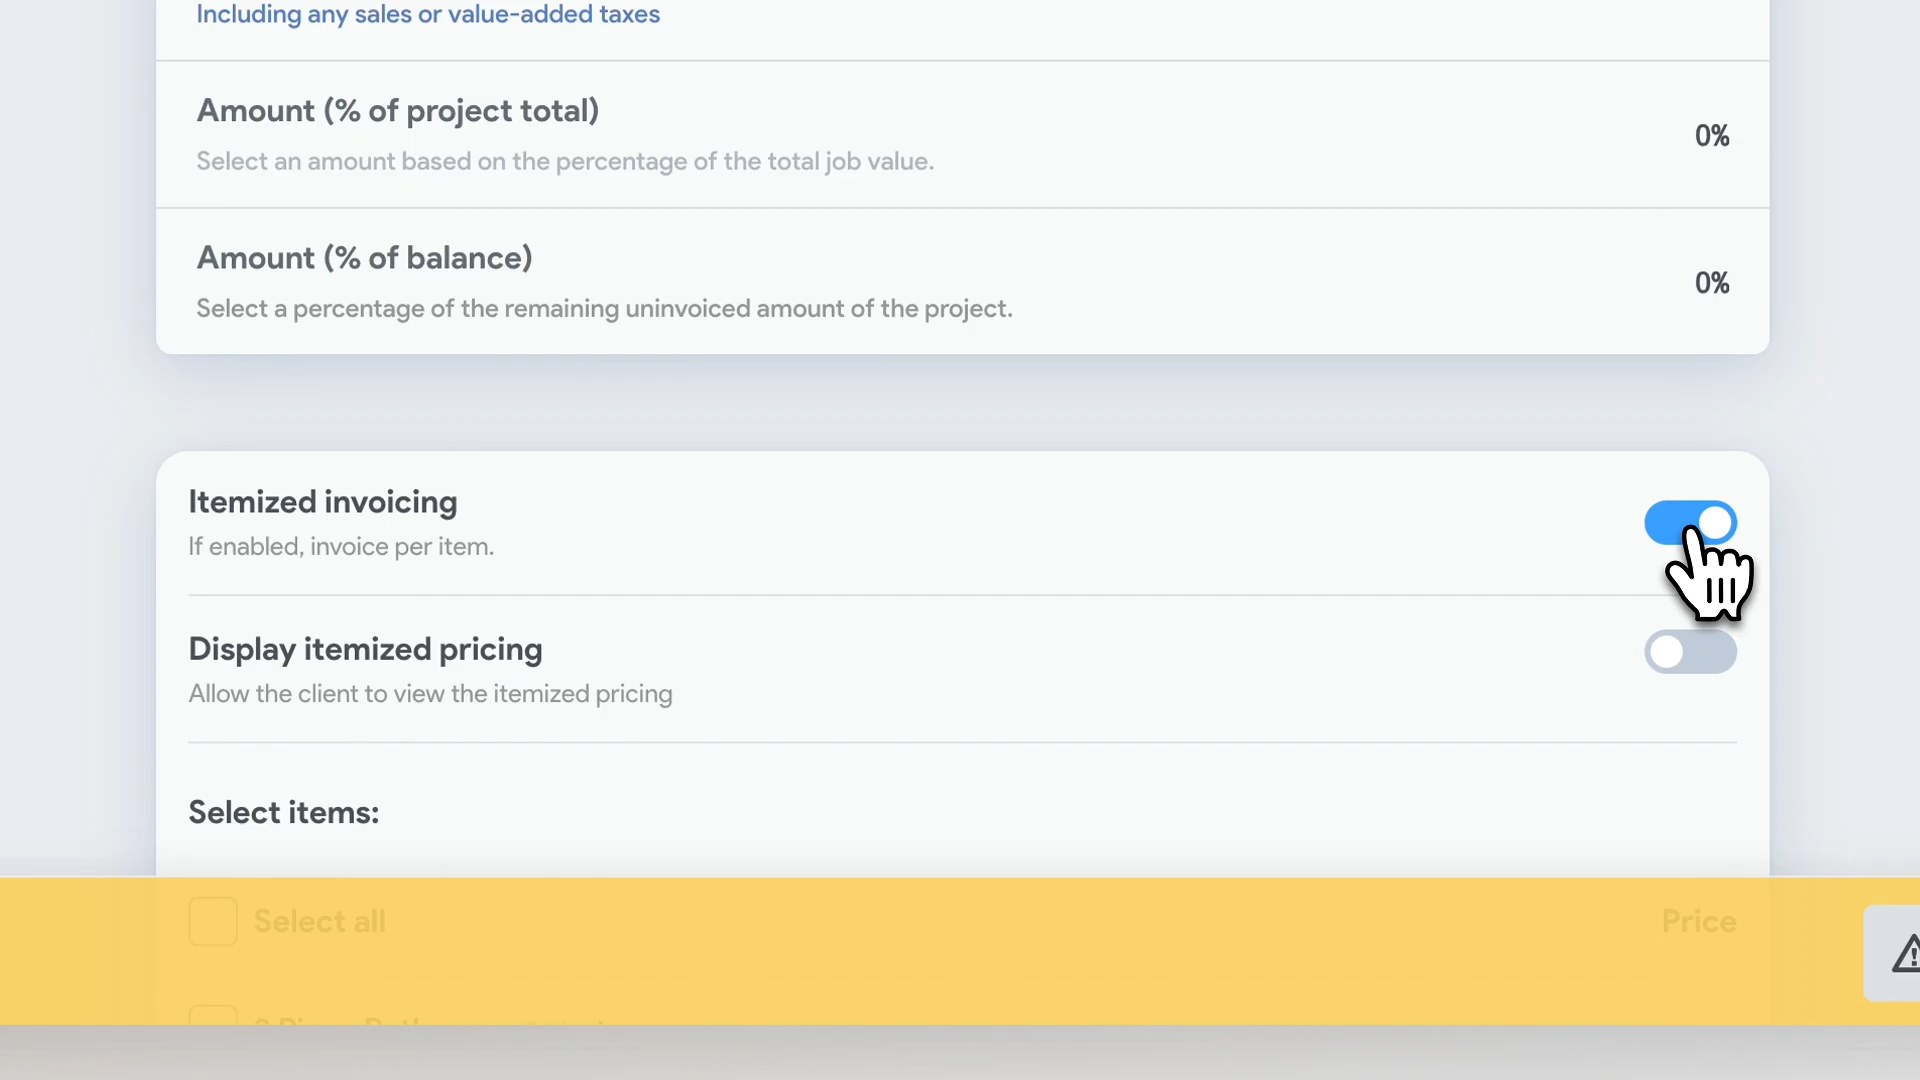 Including any sales or value-added taxes
Amount (% of project total)
Select an amount based on the percentage of the total job value.
0%
Amount (% of balance)
Select a percentage of the remaining uninvoiced amount of the project.
0%
Itemized invoicing
If enabled, invoice per item.
Display itemized pricing
Allow the client to view the itemized pricing
Select items:
Select all
Price